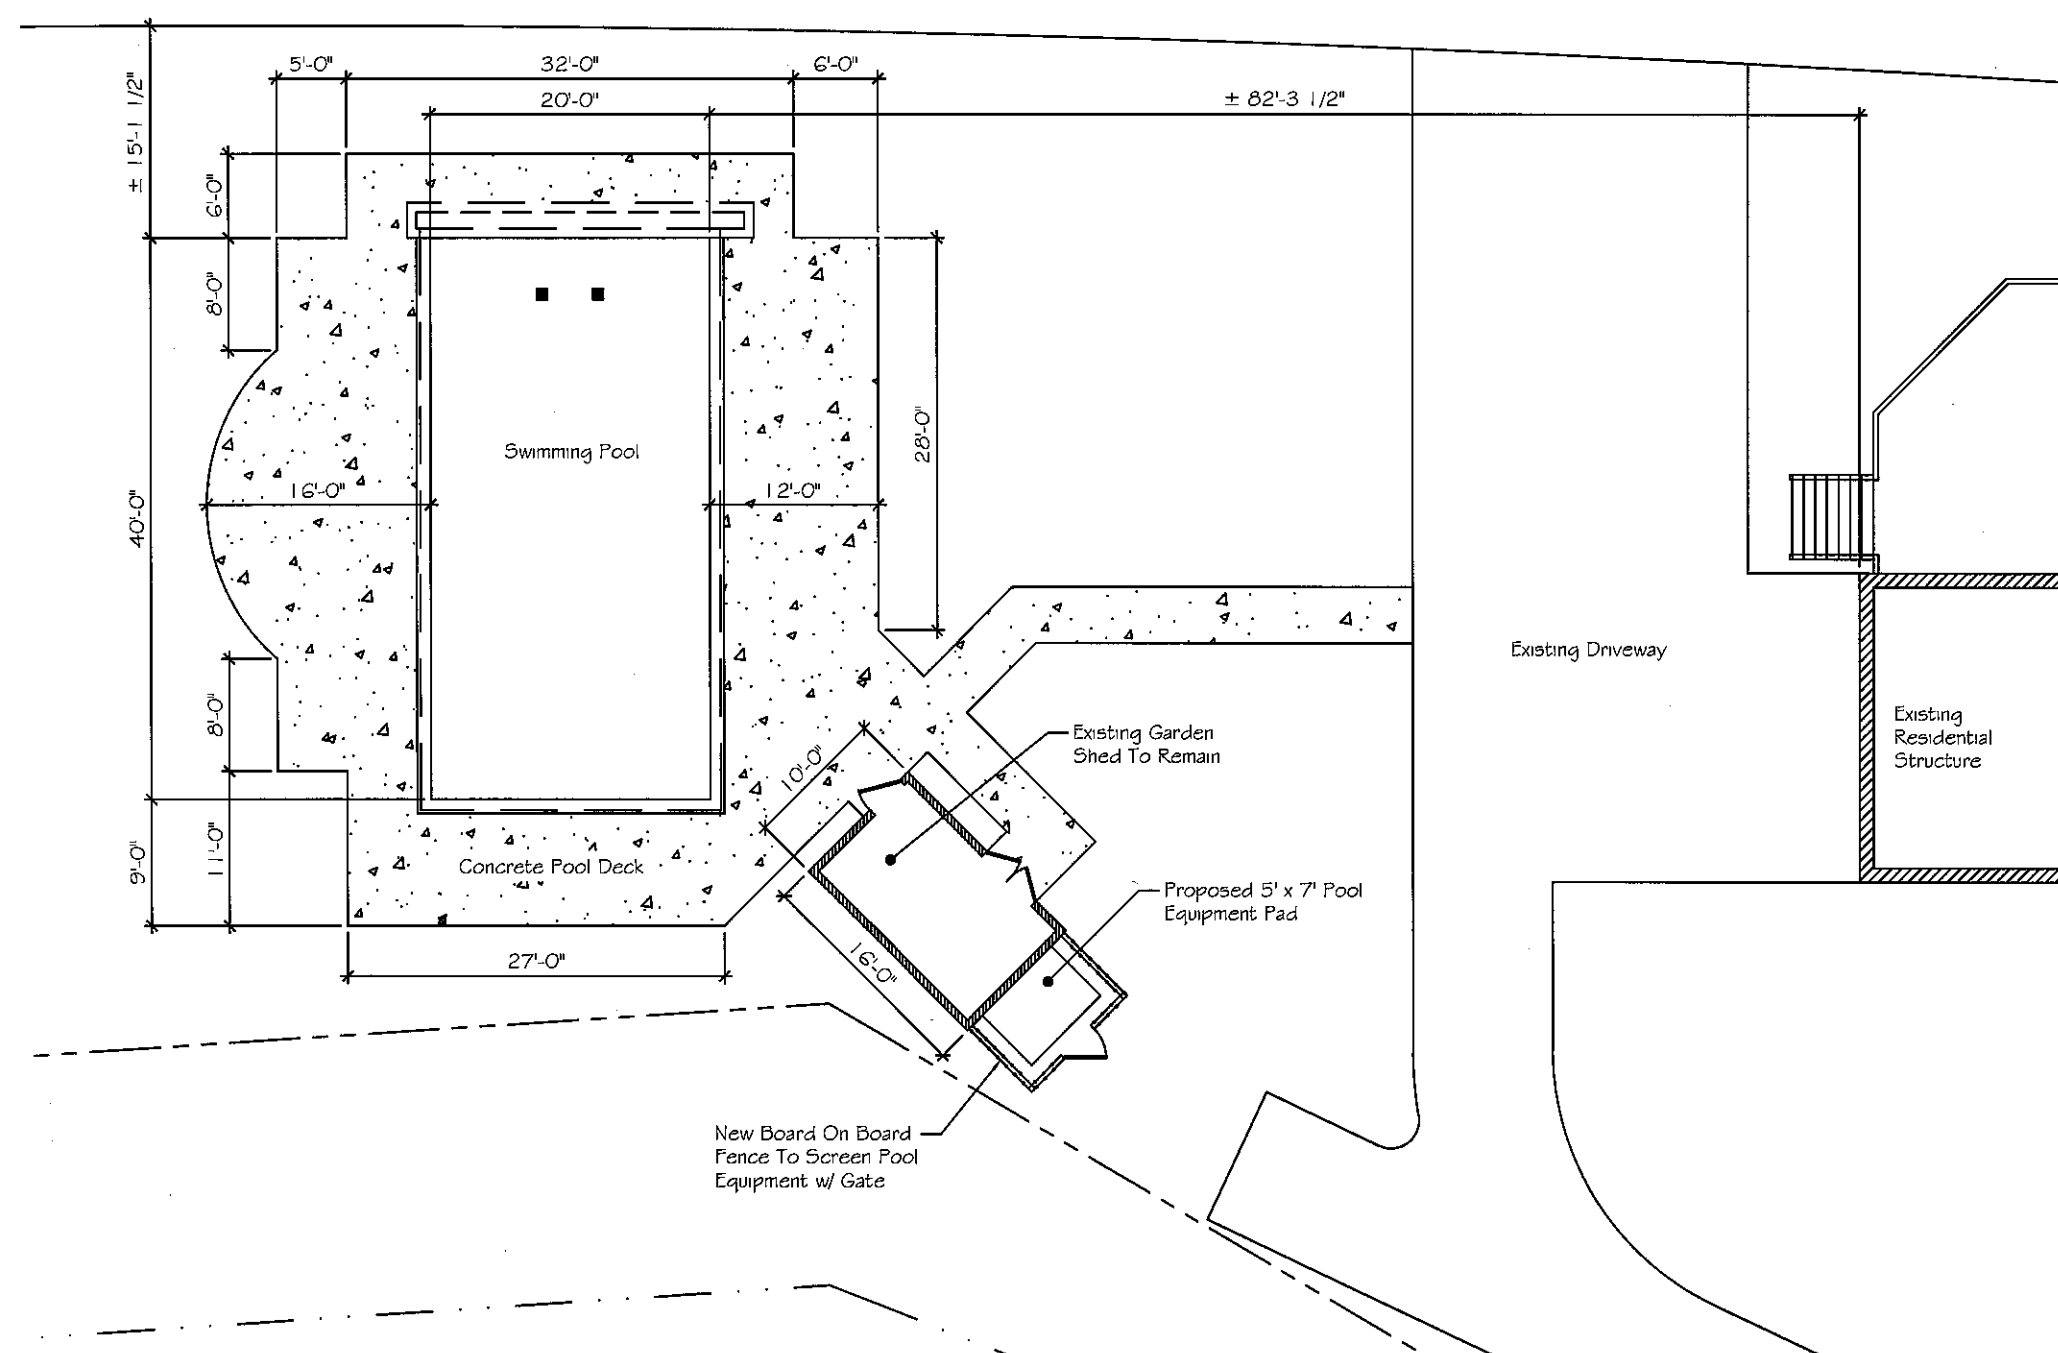 5'-0"
32'-0"
6'-0"
20'-0"
± 82'-3 1/2"
± 15'-1 1/2"
6'-0"
8'-0"
28'-0"
Swimming Pool
16'-0"
12'-0"
40'-0"
Existing Driveway
8'-0"
Existing
Residential
Structure
Existing Garden
Shed To Remain
10'-0"
9'-0"
11'-0"
Concrete Pool Deck
Proposed 5' x 7' Pool
Equipment Pad
27'-0"
16'-0"
New Board On Board
Fence To Screen Pool
Equipment w/ Gate